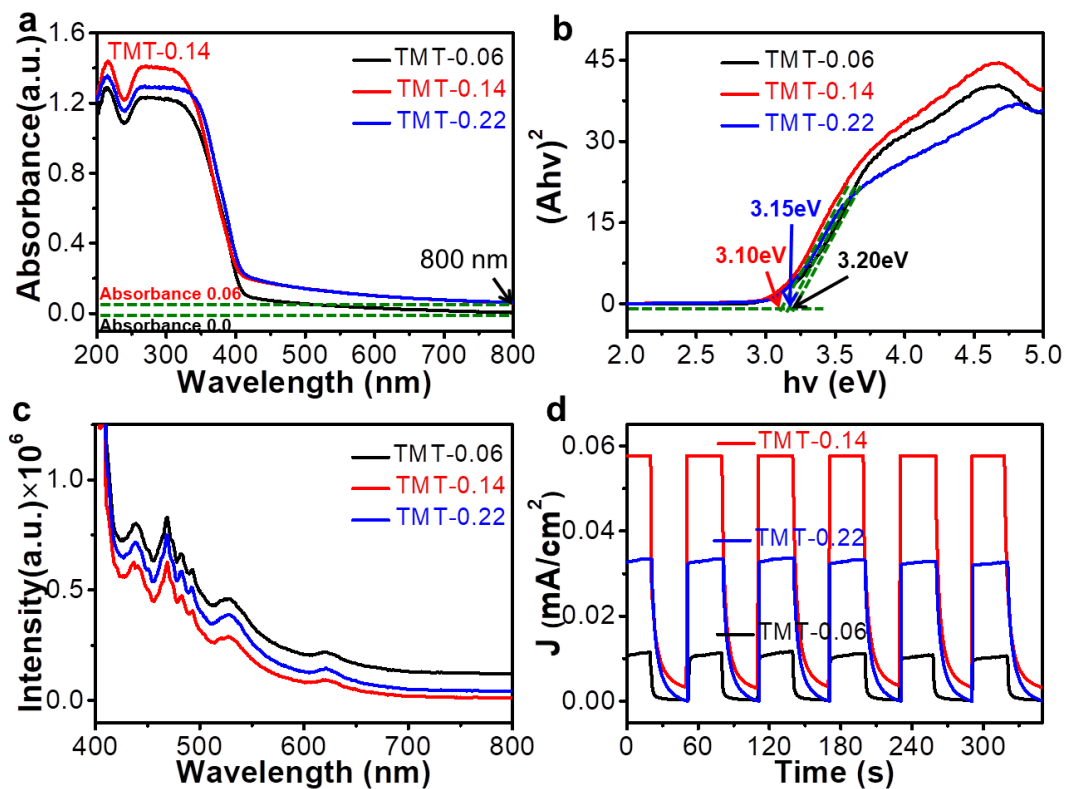 a
TMT-0.14
TMT-0.06
TMT-0.14
TMT-0.22
800 nm
Absorbance 0.06
Absorbance 0.0
Absorbance(a.u.)
1.6
1.2
0.8
0.4
0.0
200 300 400 500 600 700 800
Wavelength (nm)
b
TMT-0.06
TMT-0.14
TMT-0.22
3.15eV
3.10eV
3.20eV
(Ahv)²
45
30
15
0
2.0 2.5 3.0 3.5 4.0 4.5 5.0
hv (eV)
c
TMT-0.06
TMT-0.14
TMT-0.22
Intensity(a.u.)×10⁶
1.0
0.5
0.0
400 500 600 700 800
Wavelength (nm)
d
TMT-0.14
TMT-0.22
TMT-0.06
J (mA/cm²)
0.06
0.04
0.02
0.00
0 60 120 180 240 300
Time (s)